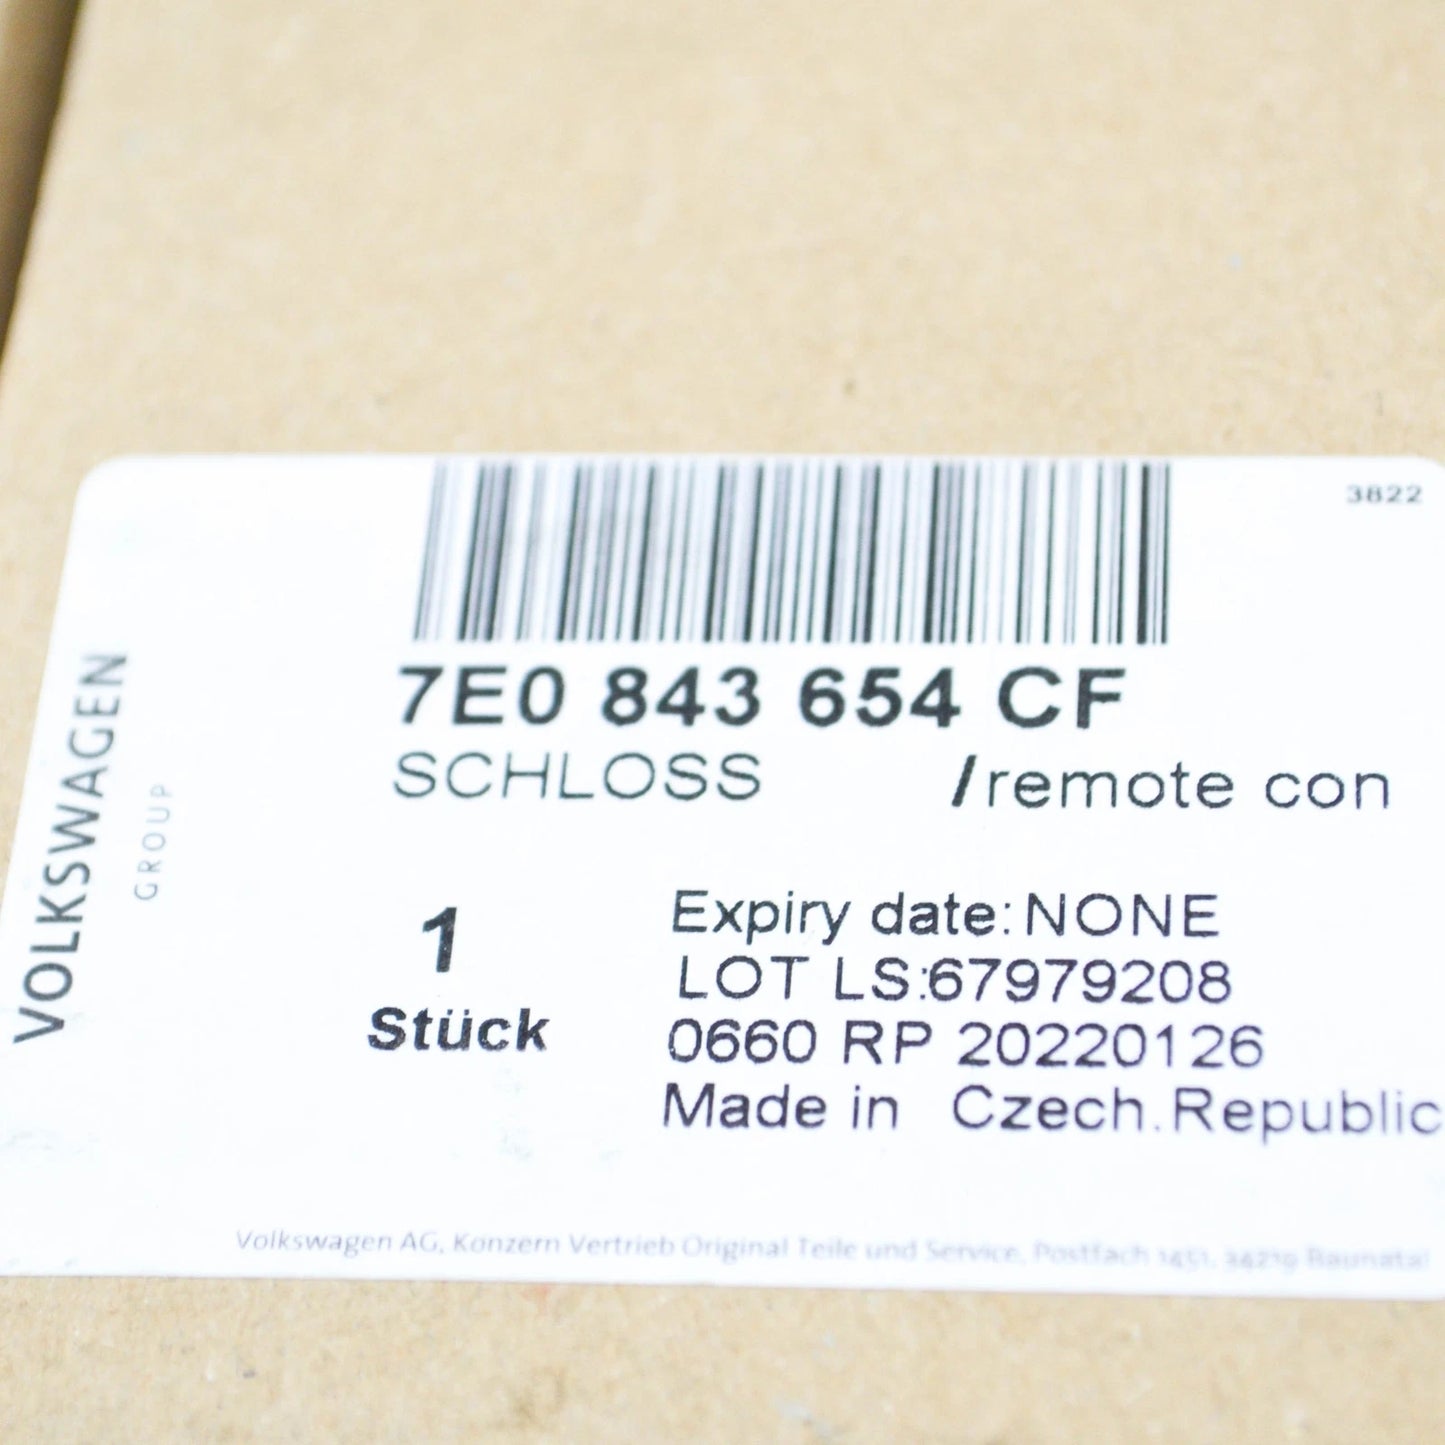 3822
7E0 843 654 CF
SCHLOSS /remote con
1
Stück
Expiry date: NONE
LOT LS:67979208
0660 RP 20220126
Made in Czech.Republic
VOLKSWAGEN
GROUP
Volkswagen AG, Konzern Vertrieb Original Teile und Service, Postfach 1451, 34219 Baunatal